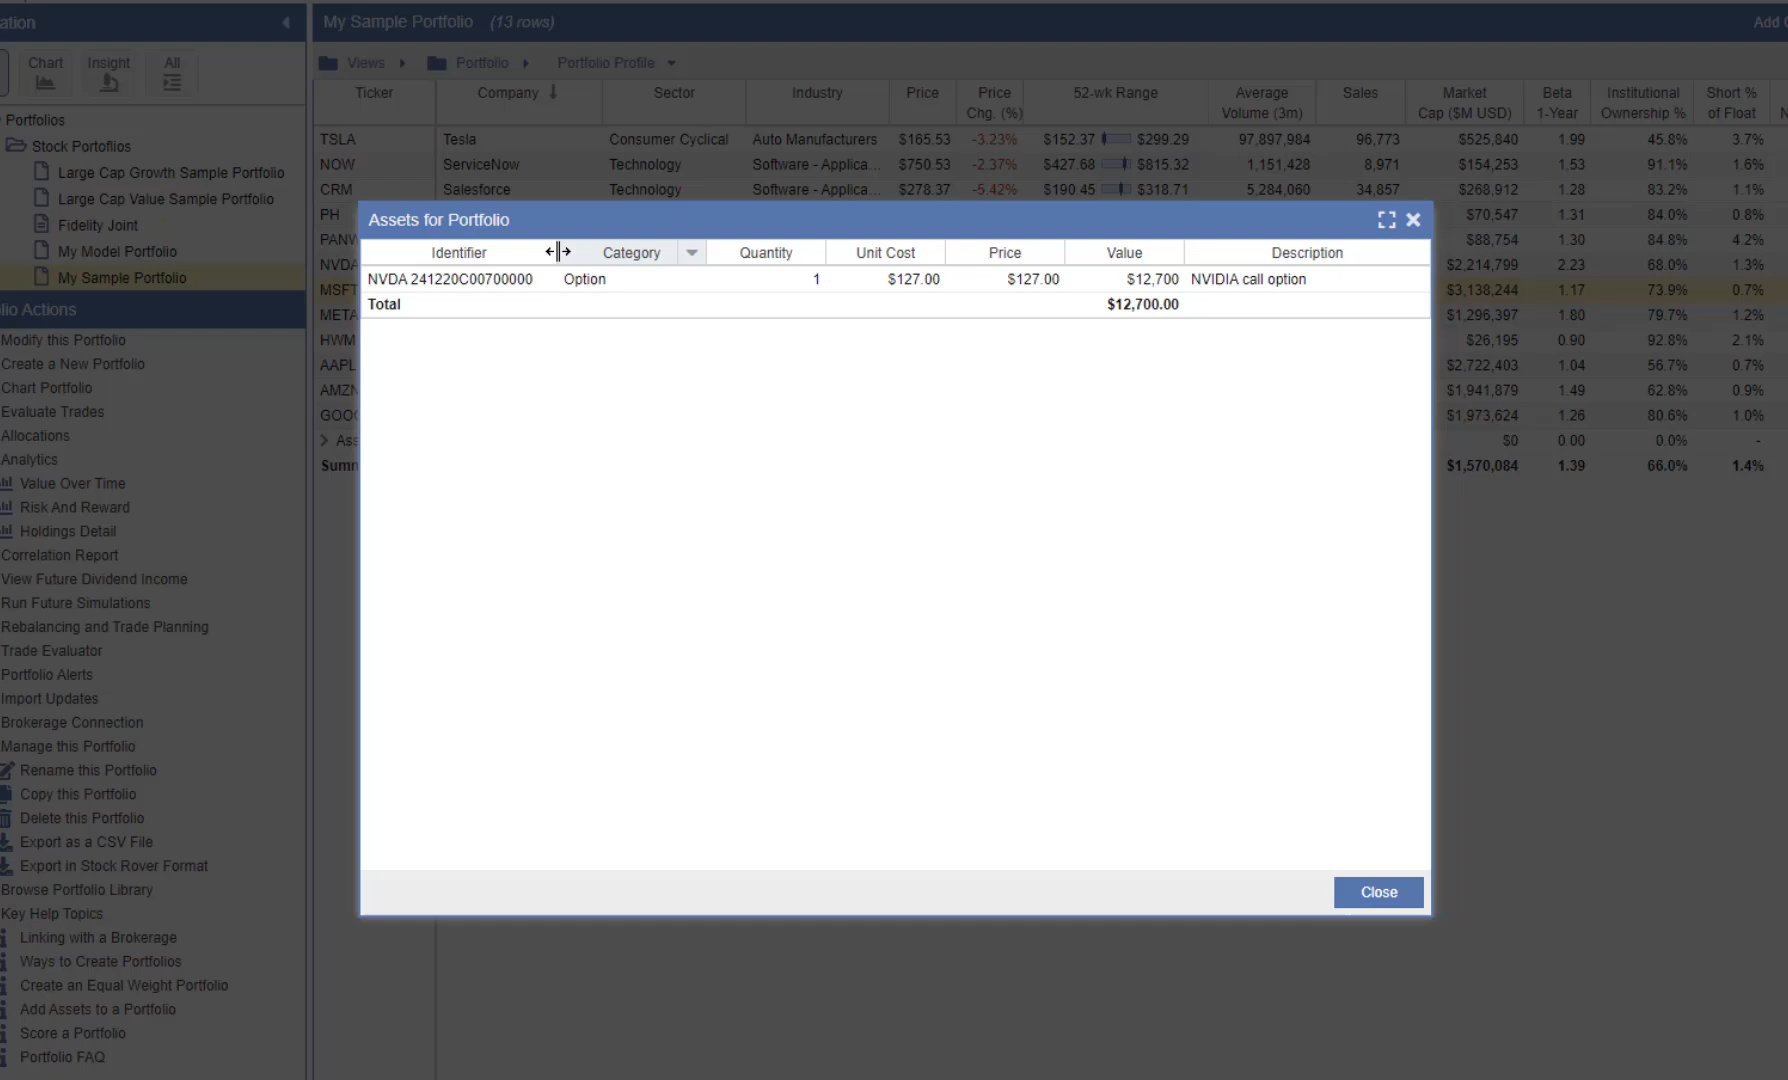 ation
My Sample Portfolio (13 rows)
Add
Chart
Insight
All
Views
Portfolio
Portfolio Profile
Ticker
Company
Sector
Industry
Price
Price Chg. (%)
52-wk Range
Average Volume (3m)
Sales
Market Cap ($M USD)
Beta 1-Year
Institutional Ownership %
Short % of Float
TSLA Tesla Consumer Cyclical Auto Manufacturers $165.53 -3.23% $152.37 $299.29 97,897,984 96,773 $525,840 1.99 45.8% 3.7%
NOW ServiceNow Technology Software - Applica... $750.53 -2.37% $427.68 $815.32 1,151,428 8,971 $154,253 1.53 91.1% 1.6%
CRM Salesforce Technology Software - Applica... $278.37 -5.42% $190.45 $318.71 5,284,060 34,857 $268,912 1.28 83.2% 1.1%
PH $70,547 1.31 84.0% 0.8%
PANW $88,754 1.30 84.8% 4.2%
NVDA $2,214,799 2.23 68.0% 1.3%
MSFT $3,138,244 1.17 73.9% 0.7%
META $1,296,397 1.80 79.7% 1.2%
HWM $26,195 0.90 92.8% 2.1%
AAPL $2,722,403 1.04 56.7% 0.7%
AMZN $1,941,879 1.49 62.8% 0.9%
GOOG $1,973,624 1.26 80.6% 1.0%
Ass $0 0.00 0.0% -
Summ $1,570,084 1.39 66.0% 1.4%
Assets for Portfolio
Identifier Category Quantity Unit Cost Price Value Description
NVDA 241220C00700000 Option 1 $127.00 $127.00 $12,700 NVIDIA call option
Total $12,700.00
Close
Portfolios
Stock Portoflios
Large Cap Growth Sample Portfolio
Large Cap Value Sample Portfolio
Fidelity Joint
My Model Portfolio
My Sample Portfolio
lio Actions
Modify this Portfolio
Create a New Portfolio
Chart Portfolio
Evaluate Trades
Allocations
Analytics
Value Over Time
Risk And Reward
Holdings Detail
Correlation Report
View Future Dividend Income
Run Future Simulations
Rebalancing and Trade Planning
Trade Evaluator
Portfolio Alerts
Import Updates
Brokerage Connection
Manage this Portfolio
Rename this Portfolio
Copy this Portfolio
Delete this Portfolio
Export as a CSV File
Export in Stock Rover Format
Browse Portfolio Library
Key Help Topics
Linking with a Brokerage
Ways to Create Portfolios
Create an Equal Weight Portfolio
Add Assets to a Portfolio
Score a Portfolio
Portfolio FAQ